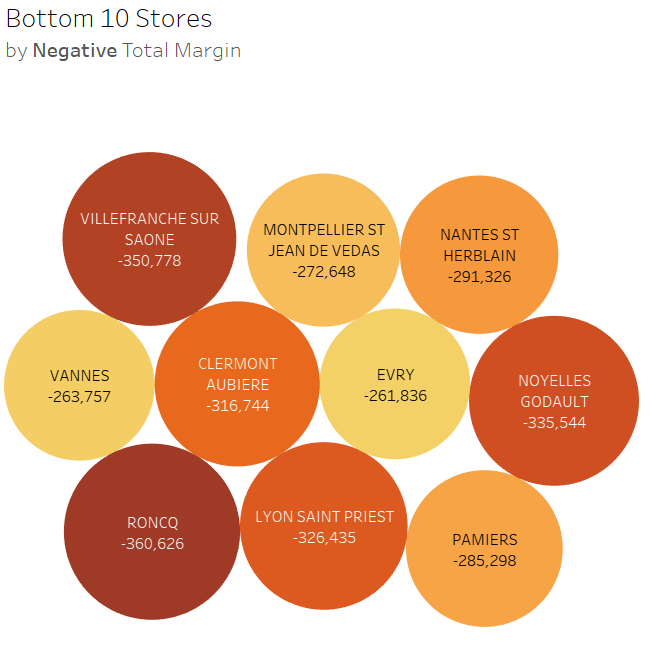 Bottom 10 Stores
by Negative Total Margin
VILLEFRANCHE SUR
SAONE
-350,778
MONTPELLIER ST
JEAN DE VEDAS
-272,648
NANTES ST
HERBLAIN
-291,326
VANNES
-263,757
CLERMONT
AUBIERE
-316,744
EVRY
-261,836
NOYELLES
GODAULT
-335,544
RONCQ
-360,626
LYON SAINT PRIEST
-326,435
PAMIERS
-285,298